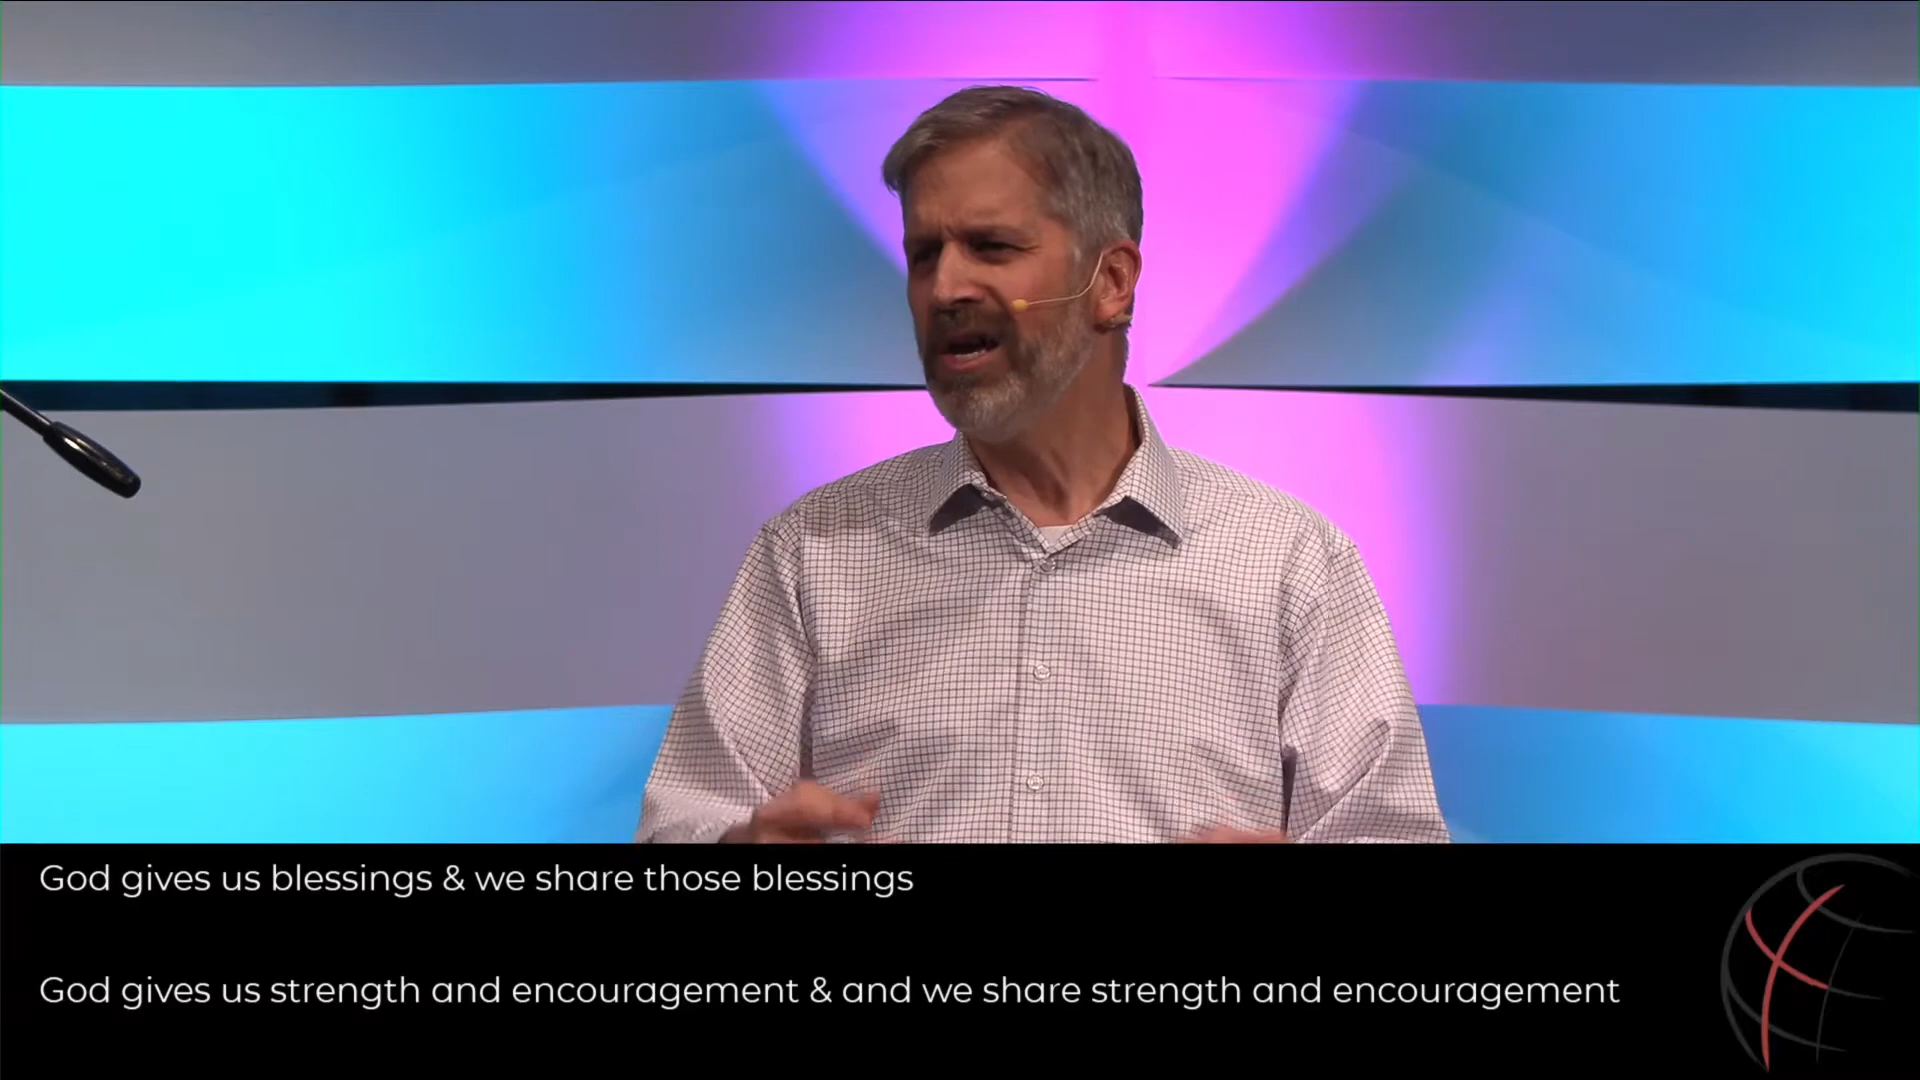 God gives us blessings & we share those blessings
God gives us strength and encouragement & and we share strength and encouragement